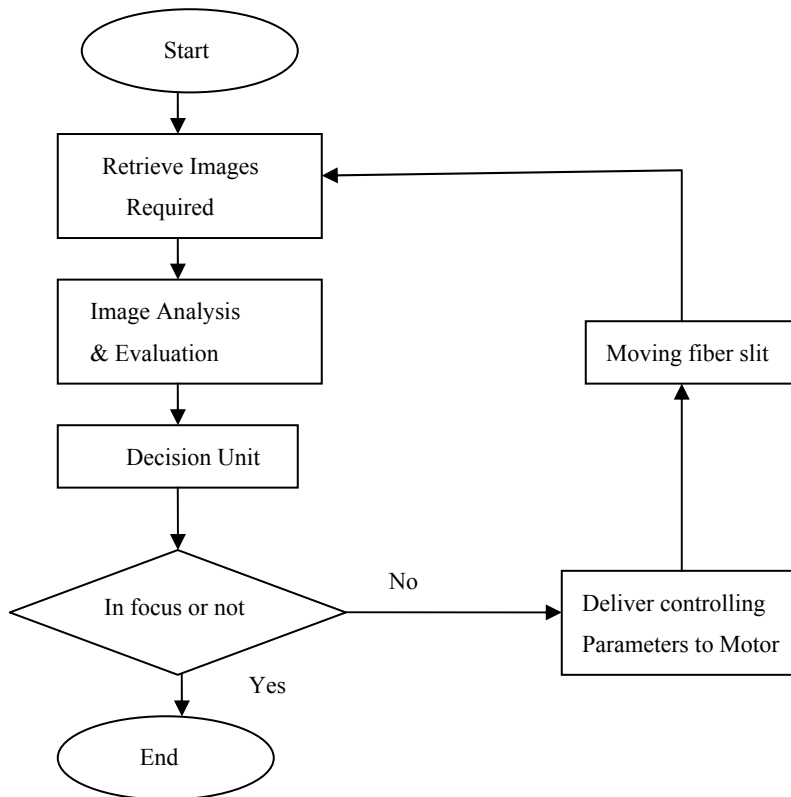 Start
Retrieve Images
Required
Image Analysis
& Evaluation
Moving fiber slit
Decision Unit
In focus or not
No
Deliver controlling
Parameters to Motor
Yes
End